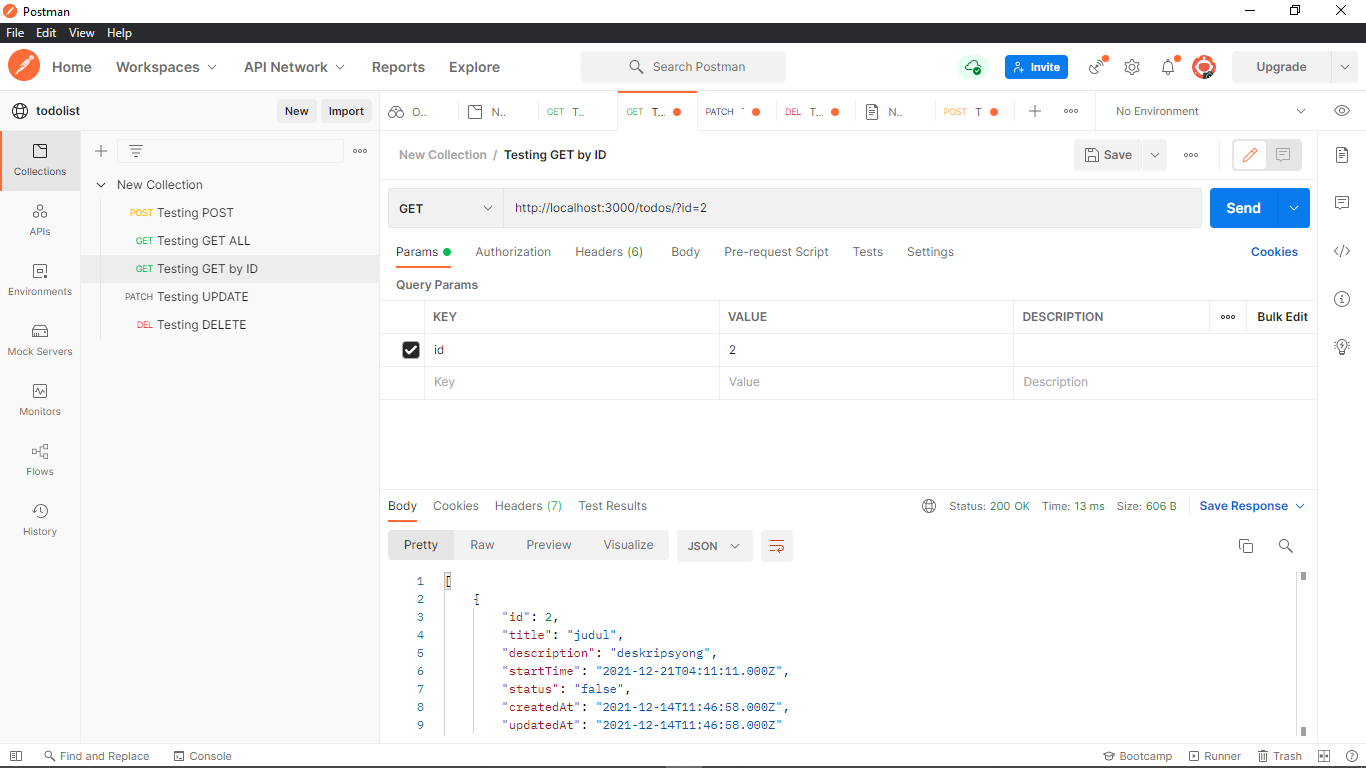 Postman
File Edit View Help
Home Workspaces API Network Reports Explore Search Postman Invite Upgrade
todolist New Import O.. N.. GET T.. GET T... PATCH DEL T... N.. POST T No Environment
New Collection / Testing GET by ID Save
Collections
APIs
Environments
Mock Servers
Monitors
Flows
History
New Collection
POST Testing POST
GET Testing GET ALL
GET Testing GET by ID
PATCH Testing UPDATE
DEL Testing DELETE
GET http://localhost:3000/todos/?id=2 Send
Params Authorization Headers (6) Body Pre-request Script Tests Settings Cookies
Query Params
KEY VALUE DESCRIPTION Bulk Edit
id 2
Key Value Description
Body Cookies Headers (7) Test Results Status: 200 OK Time: 13 ms Size: 606 B Save Response
Pretty Raw Preview Visualize JSON
1 [
2 {
3 "id": 2,
4 "title": "judul",
5 "description": "deskripsyong",
6 "startTime": "2021-12-21T04:11:11.000Z",
7 "status": "false",
8 "createdAt": "2021-12-14T11:46:58.000Z",
9 "updatedAt": "2021-12-14T11:46:58.000Z"
Find and Replace Console Bootcamp Runner Trash